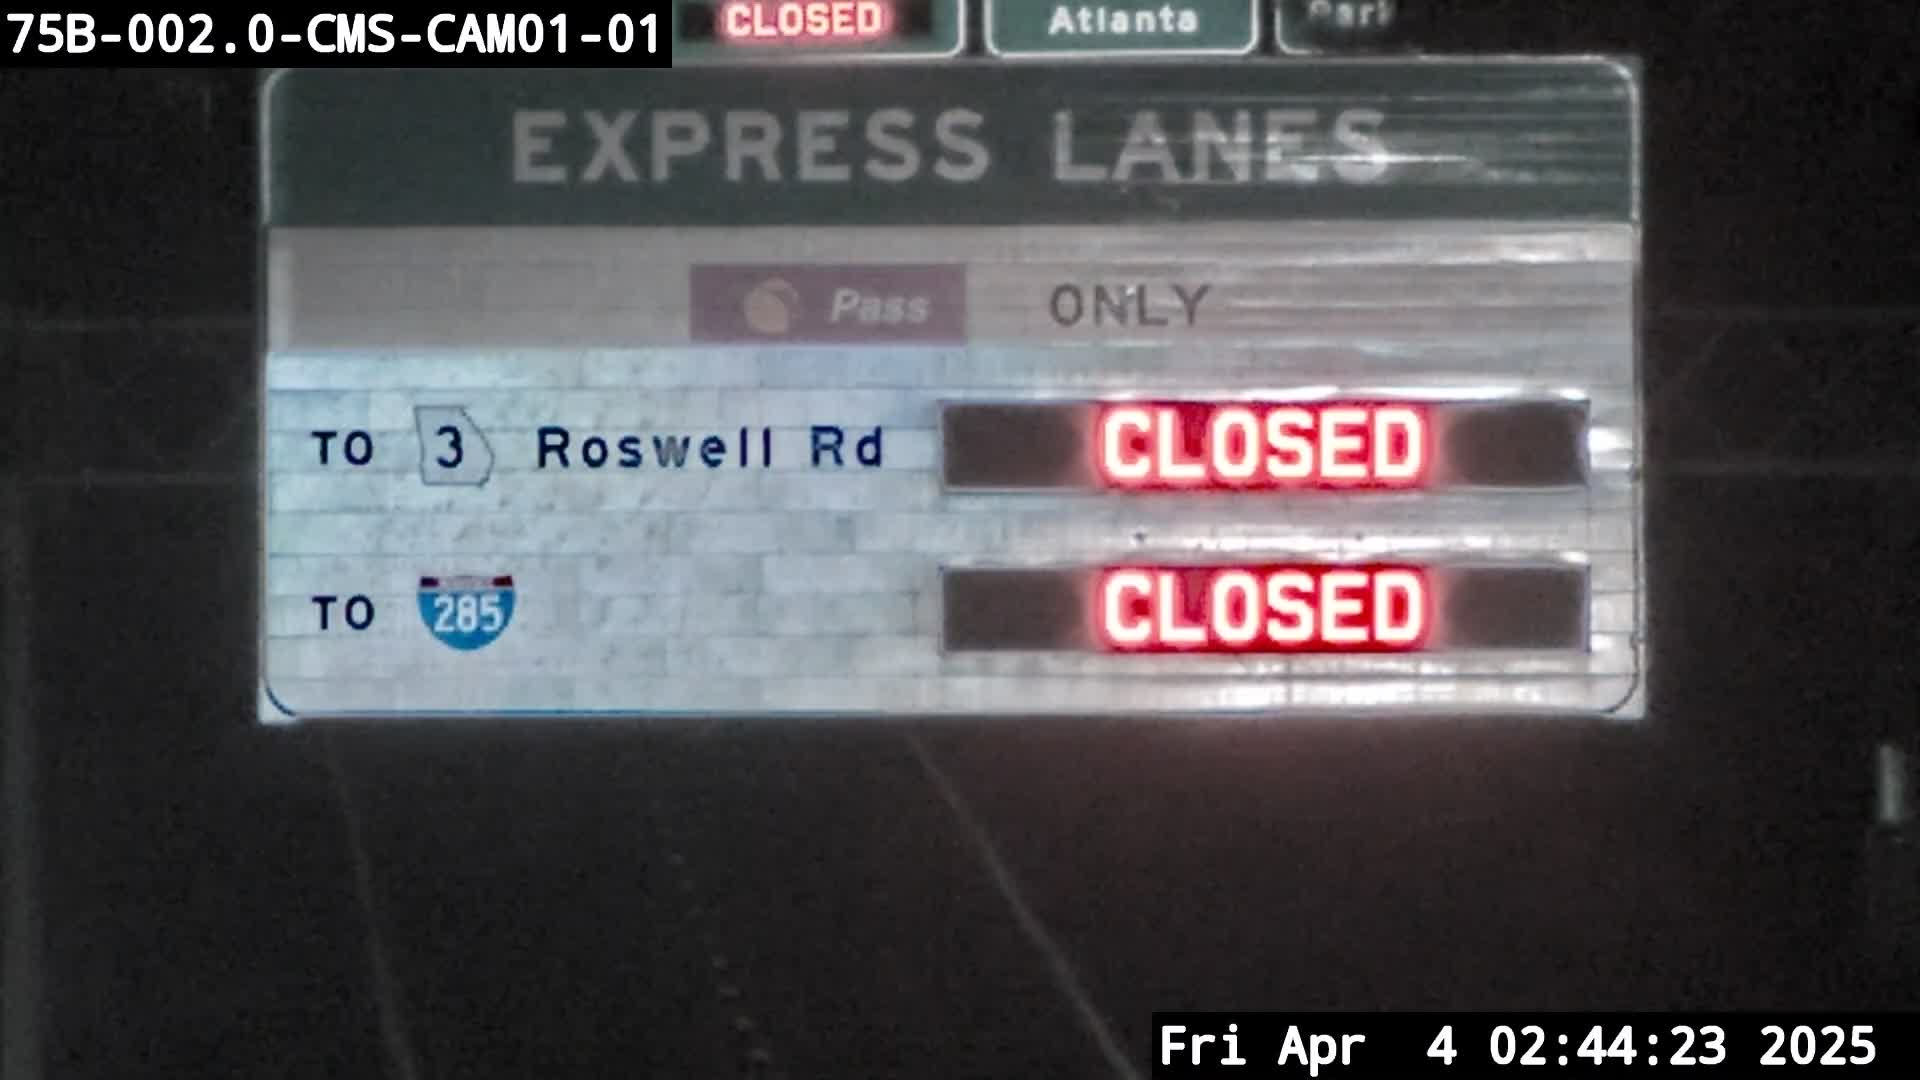 75B-002.0-CMS-CAM01-01
CLOSED
Atlanta
Park
EXPRESS LANES
Pass ONLY
TO 3 Roswell Rd CLOSED
TO 285 CLOSED
Fri Apr 4 02:44:23 2025